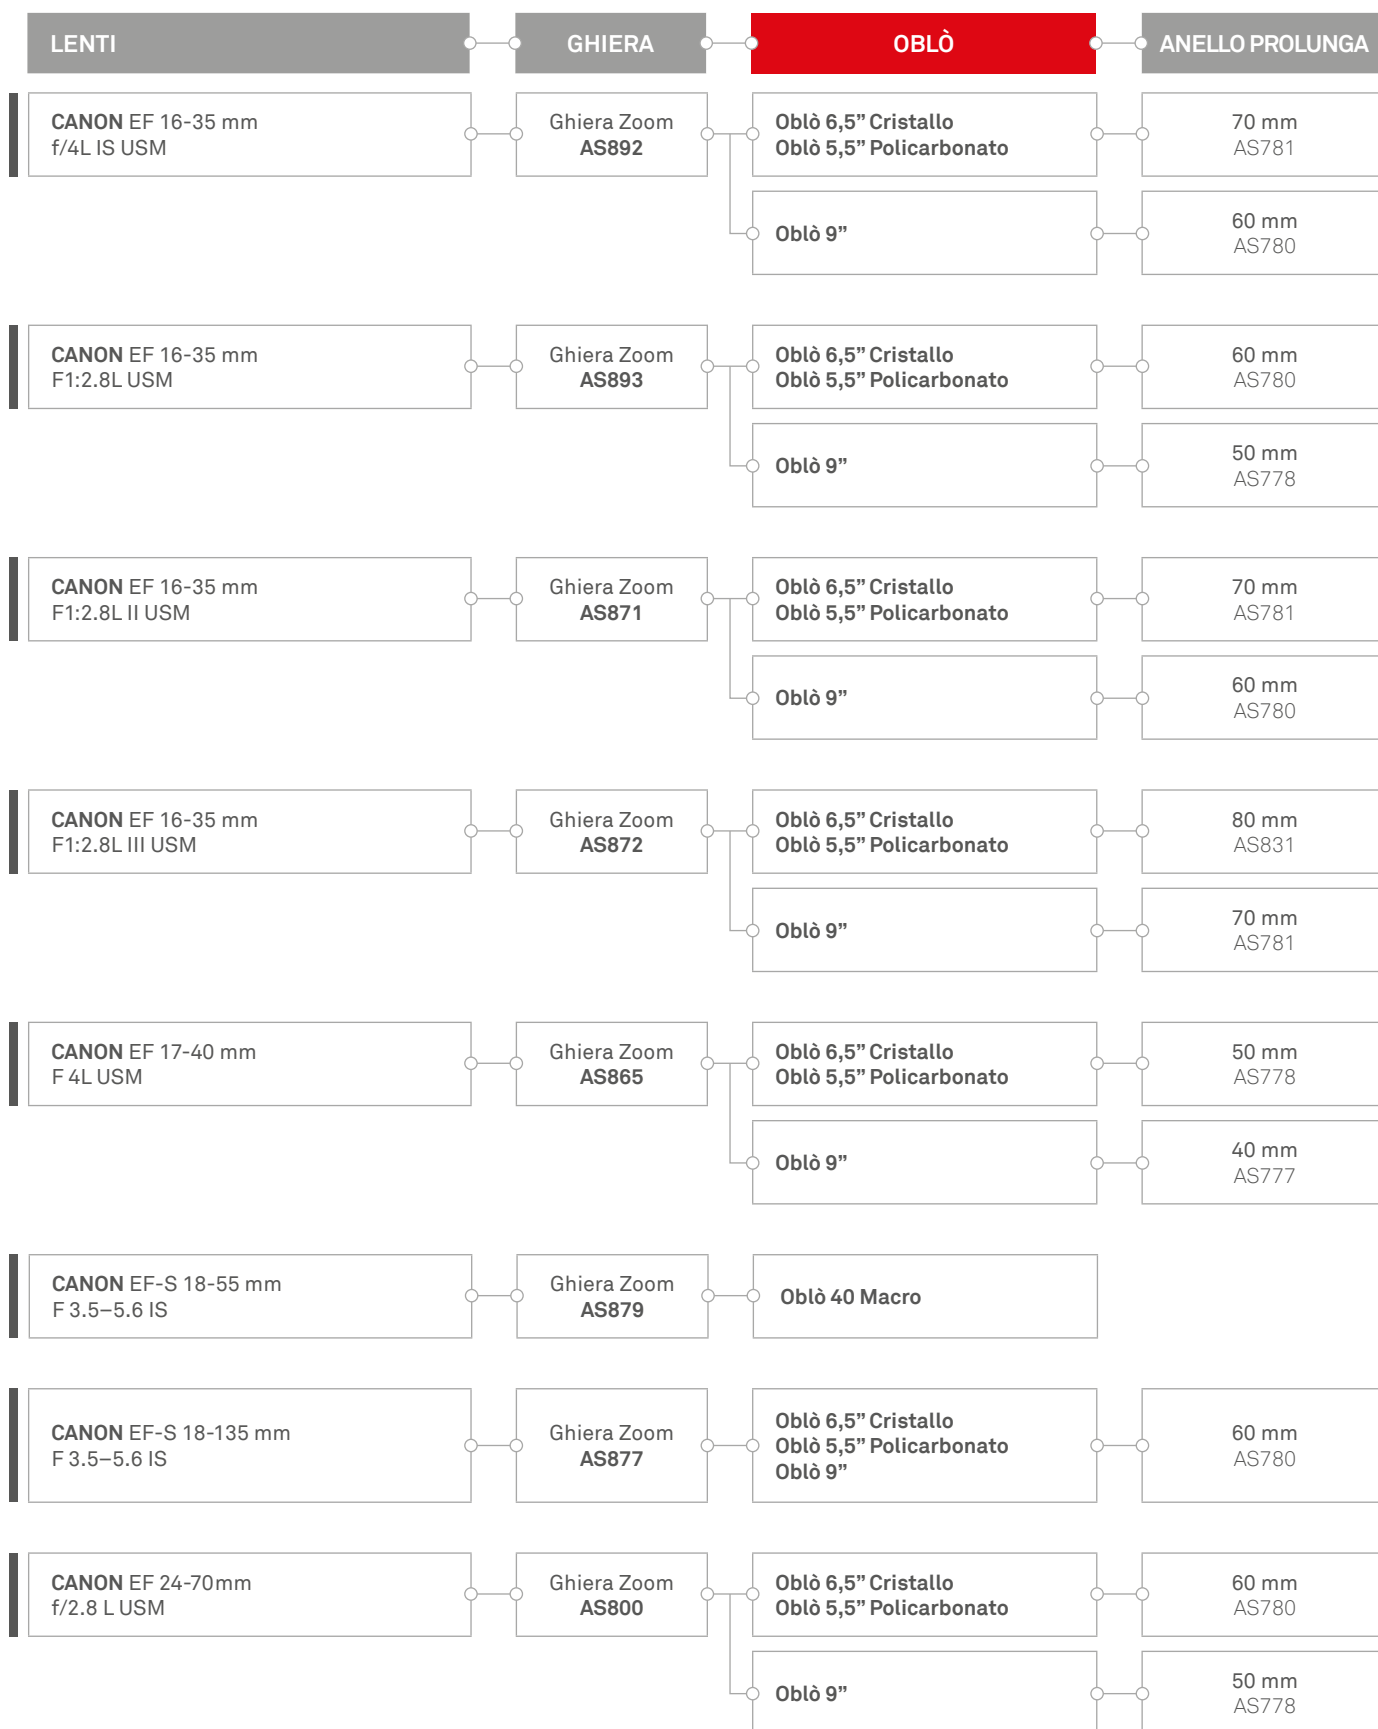 LENTI GHIERA OBLÒ ANELLO PROLUNGA
CANON EF 16-35 mm
f/4L IS USM
Ghiera Zoom
AS892
Oblò 6,5” Cristallo
Oblò 5,5” Policarbonato
70 mm
AS781
Oblò 9”
60 mm
AS780
CANON EF 16-35 mm
F1:2.8L USM
Ghiera Zoom
AS893
Oblò 6,5” Cristallo
Oblò 5,5” Policarbonato
60 mm
AS780
Oblò 9”
50 mm
AS778
CANON EF 16-35 mm
F1:2.8L II USM
Ghiera Zoom
AS871
Oblò 6,5” Cristallo
Oblò 5,5” Policarbonato
70 mm
AS781
Oblò 9”
60 mm
AS780
CANON EF 16-35 mm
F1:2.8L III USM
Ghiera Zoom
AS872
Oblò 6,5” Cristallo
Oblò 5,5” Policarbonato
80 mm
AS831
Oblò 9”
70 mm
AS781
CANON EF 17-40 mm
F 4L USM
Ghiera Zoom
AS865
Oblò 6,5” Cristallo
Oblò 5,5” Policarbonato
50 mm
AS778
Oblò 9”
40 mm
AS777
CANON EF-S 18-55 mm
F 3.5–5.6 IS
Ghiera Zoom
AS879
Oblò 40 Macro
CANON EF-S 18-135 mm
F 3.5–5.6 IS
Ghiera Zoom
AS877
Oblò 6,5” Cristallo
Oblò 5,5” Policarbonato
Oblò 9”
60 mm
AS780
CANON EF 24-70mm
f/2.8 L USM
Ghiera Zoom
AS800
Oblò 6,5” Cristallo
Oblò 5,5” Policarbonato
60 mm
AS780
Oblò 9”
50 mm
AS778